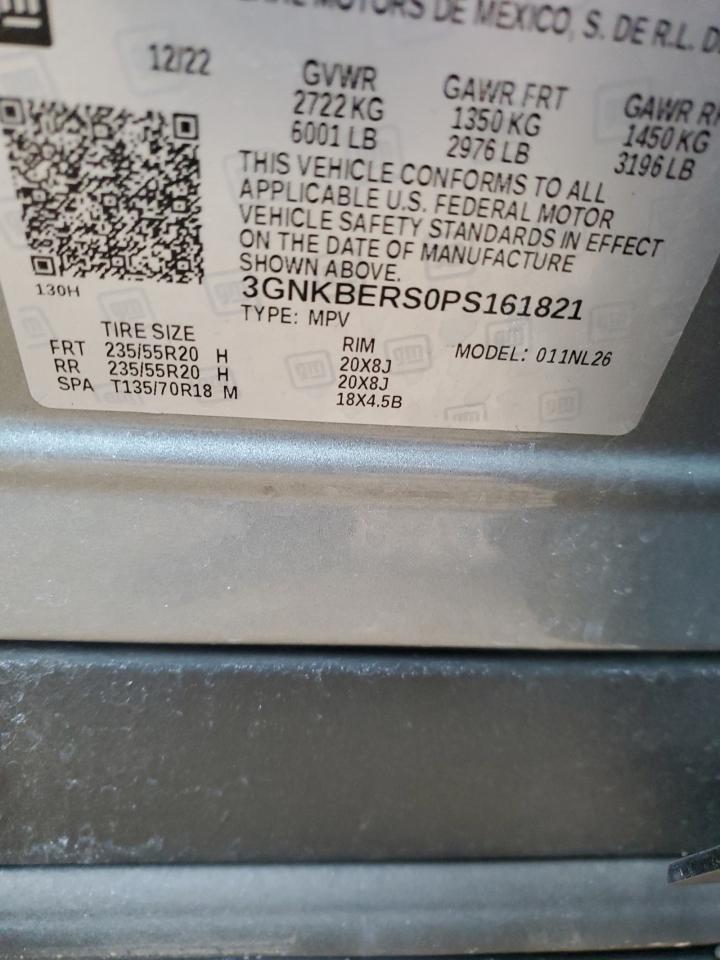 MOTORS DE MEXICO, S. DE R.L. D
12/22
GVWR GAWR FRT GAWR R
2722 KG 1350 KG 1450 KG
6001 LB 2976 LB 3196 LB
THIS VEHICLE CONFORMS TO ALL
APPLICABLE U.S. FEDERAL MOTOR
VEHICLE SAFETY STANDARDS IN EFFECT
ON THE DATE OF MANUFACTURE
SHOWN ABOVE.
130H
3GNKBERS0PS161821
TYPE: MPV
TIRE SIZE RIM MODEL: 011NL26
FRT 235/55R20 H 20X8J
RR 235/55R20 H 20X8J
SPA T135/70R18 M 18X4.5B